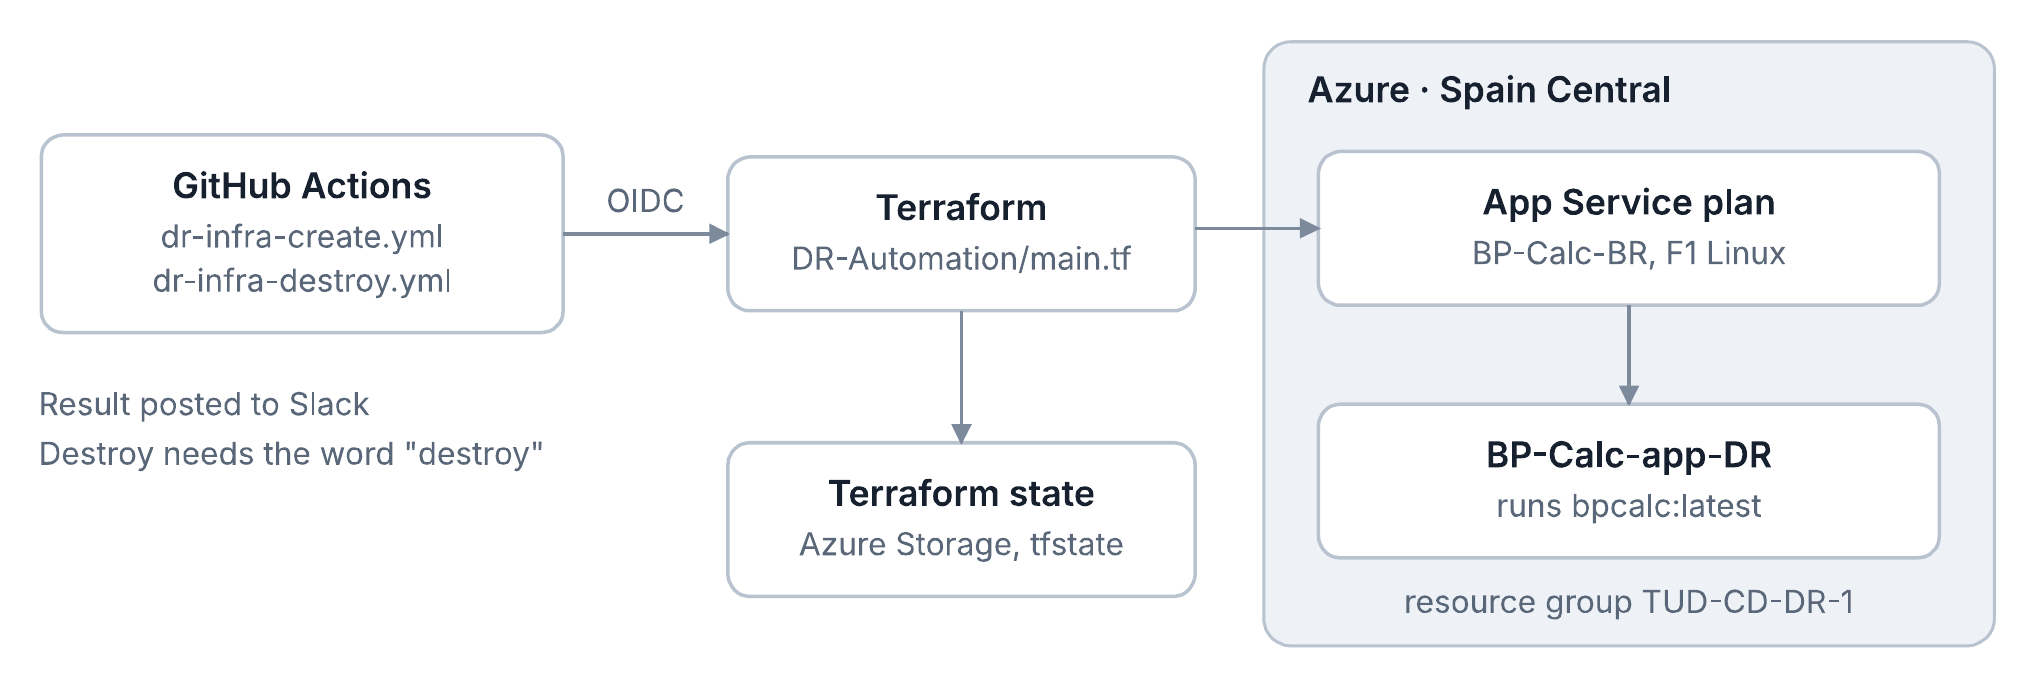 GitHub Actions
dr-infra-create.yml
dr-infra-destroy.yml
Result posted to Slack
Destroy needs the word "destroy"
OIDC
Terraform
DR-Automation/main.tf
Terraform state
Azure Storage, tfstate
Azure · Spain Central
App Service plan
BP-Calc-BR, F1 Linux
BP-Calc-app-DR
runs bpcalc:latest
resource group TUD-CD-DR-1